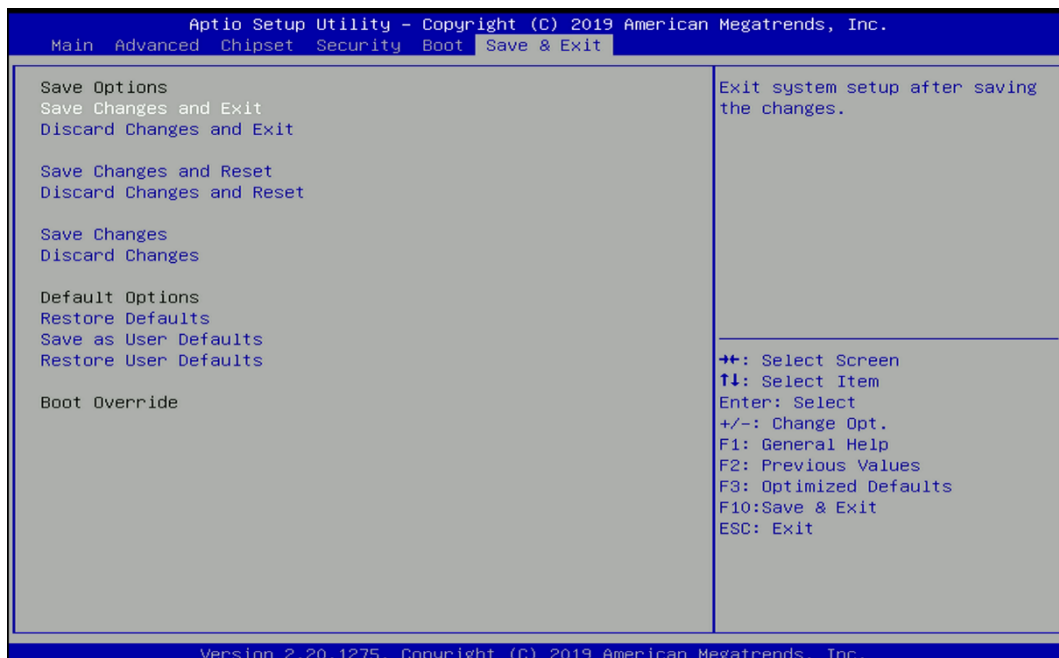 Aptio Setup Utility – Copyright (C) 2019 American Megatrends, Inc.
Main Advanced Chipset Security Boot Save & Exit
Save Options
Save Changes and Exit
Discard Changes and Exit
Save Changes and Reset
Discard Changes and Reset
Save Changes
Discard Changes
Default Options
Restore Defaults
Save as User Defaults
Restore User Defaults
Boot Override
Exit system setup after saving
the changes.
→←: Select Screen
↑↓: Select Item
Enter: Select
+/-: Change Opt.
F1: General Help
F2: Previous Values
F3: Optimized Defaults
F10:Save & Exit
ESC: Exit
Version 2.20.1275. Copyright (C) 2019 American Megatrends, Inc.